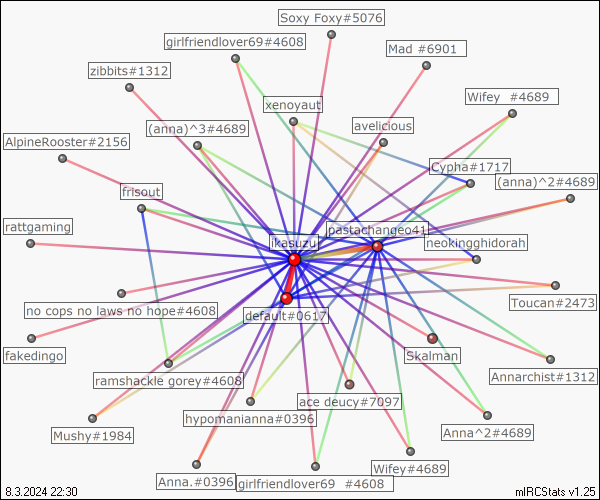 Soxy Foxy#5076
girlfriendlover69#4608
Mad #6901
zibbits#1312
xenoyaut
Wifey #4689
(anna)^3#4689
avelicious
AlpineRooster#2156
Cypha#1717
(anna)^2#4689
frisout
rattgaming
ikasuzu
pastachangeo41
neokingghidorah
no cops no laws no hope#4608
default#0617
Toucan#2473
fakedingo
Skalman
ramshackle gorey#4608
Annarchist#1312
ace deucy#7097
hypomanianna#0396
Mushy#1984
Anna^2#4689
Anna.#0396
girlfriendlover69 #4608
Wifey#4689
8.3.2024 22:30
mIRCStats v1.25